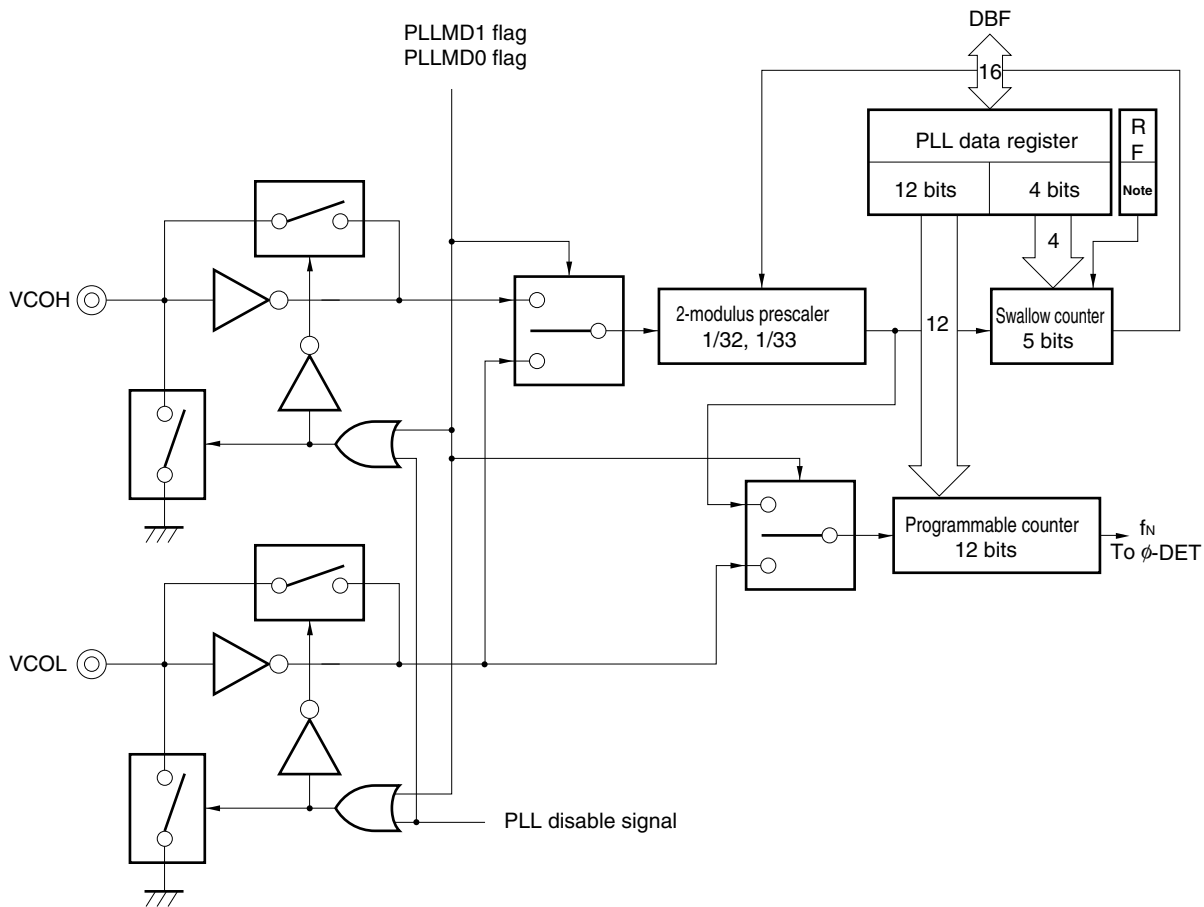 PLLMD1 flag
PLLMD0 flag
DBF
16
PLL data register
12 bits
4 bits
R
F
Note
4
VCOH
2-modulus prescaler
1/32, 1/33
12
Swallow counter
5 bits
Programmable counter
12 bits
fN
To ϕ-DET
VCOL
PLL disable signal